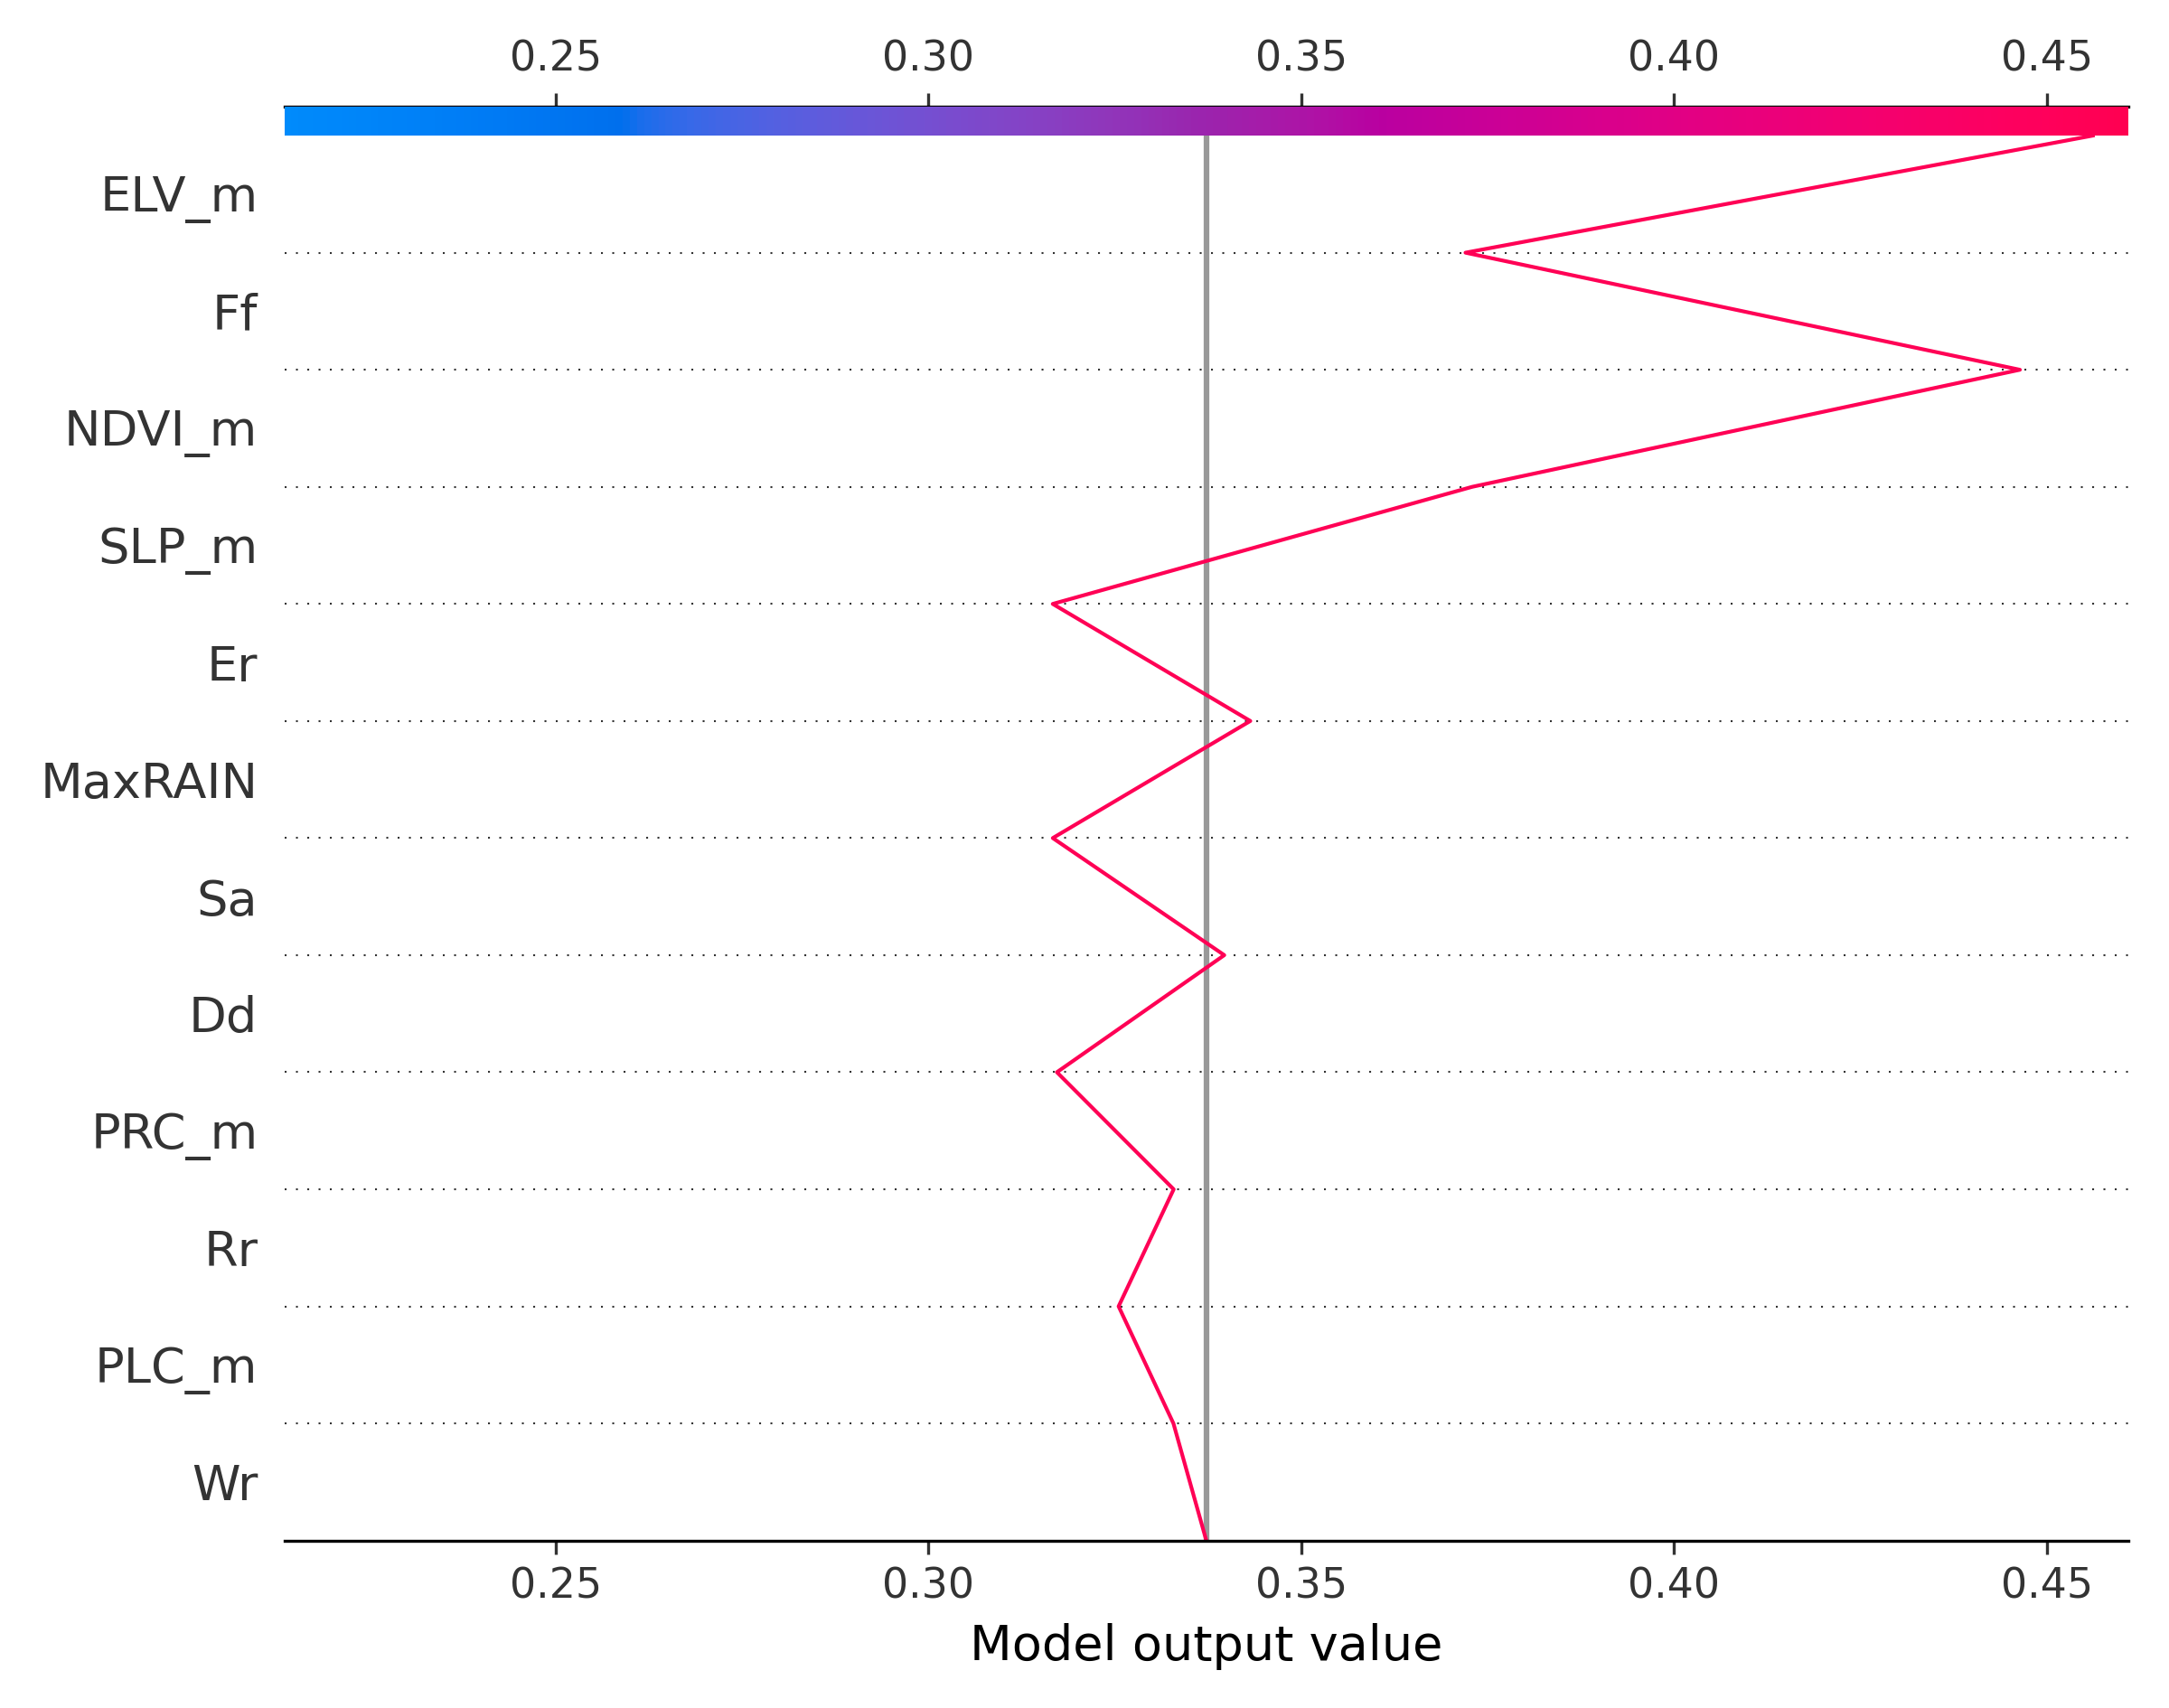 0.25 0.30 0.35 0.40 0.45
ELV_m
Ff
NDVI_m
SLP_m
Er
MaxRAIN
Sa
Dd
PRC_m
Rr
PLC_m
Wr
0.25 0.30 0.35 0.40 0.45
Model output value